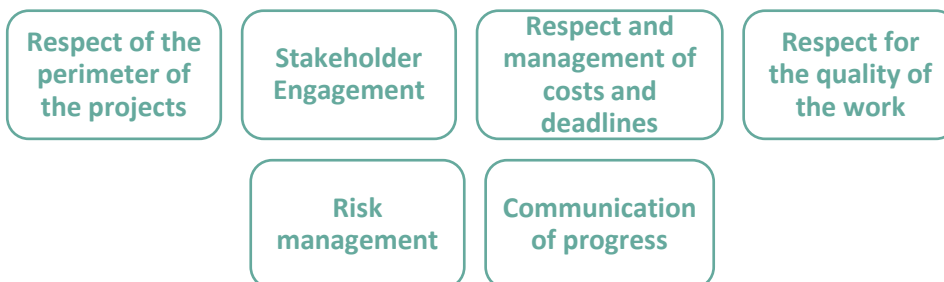 Respect of the
perimeter of
the projects
Stakeholder
Engagement
Respect and
management of
costs and
deadlines
Respect for
the quality of
the work
Risk
management
Communication
of progress